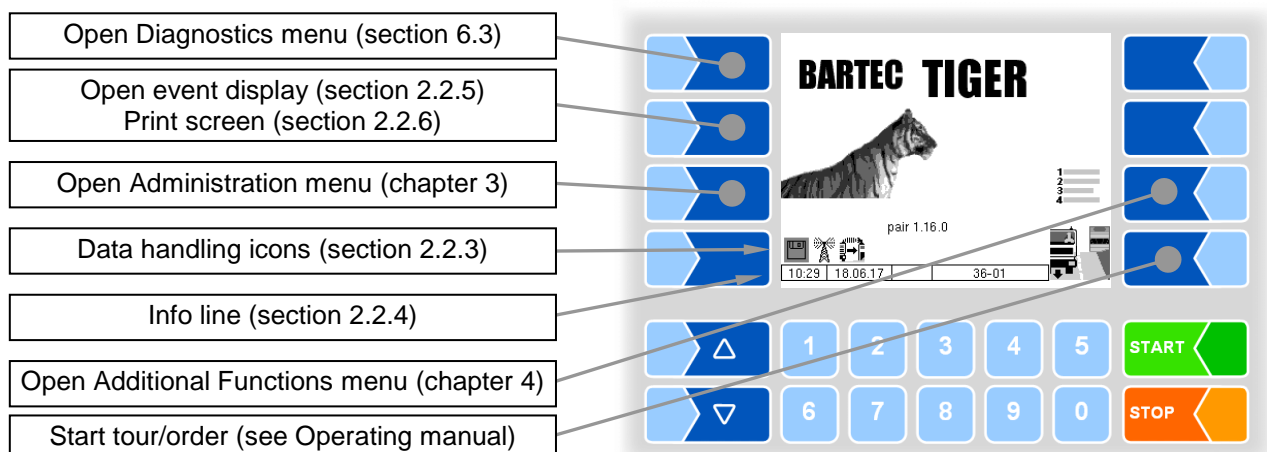 Open Diagnostics menu (section 6.3)
Open event display (section 2.2.5)
Print screen (section 2.2.6)
Open Administration menu (chapter 3)
Data handling icons (section 2.2.3)
Info line (section 2.2.4)
Open Additional Functions menu (chapter 4)
Start tour/order (see Operating manual)
BARTEC TIGER
1
2
3
4
pair 1.16.0
10:29 18.06.17 36-01
1 2 3 4 5 START
6 7 8 9 0 STOP